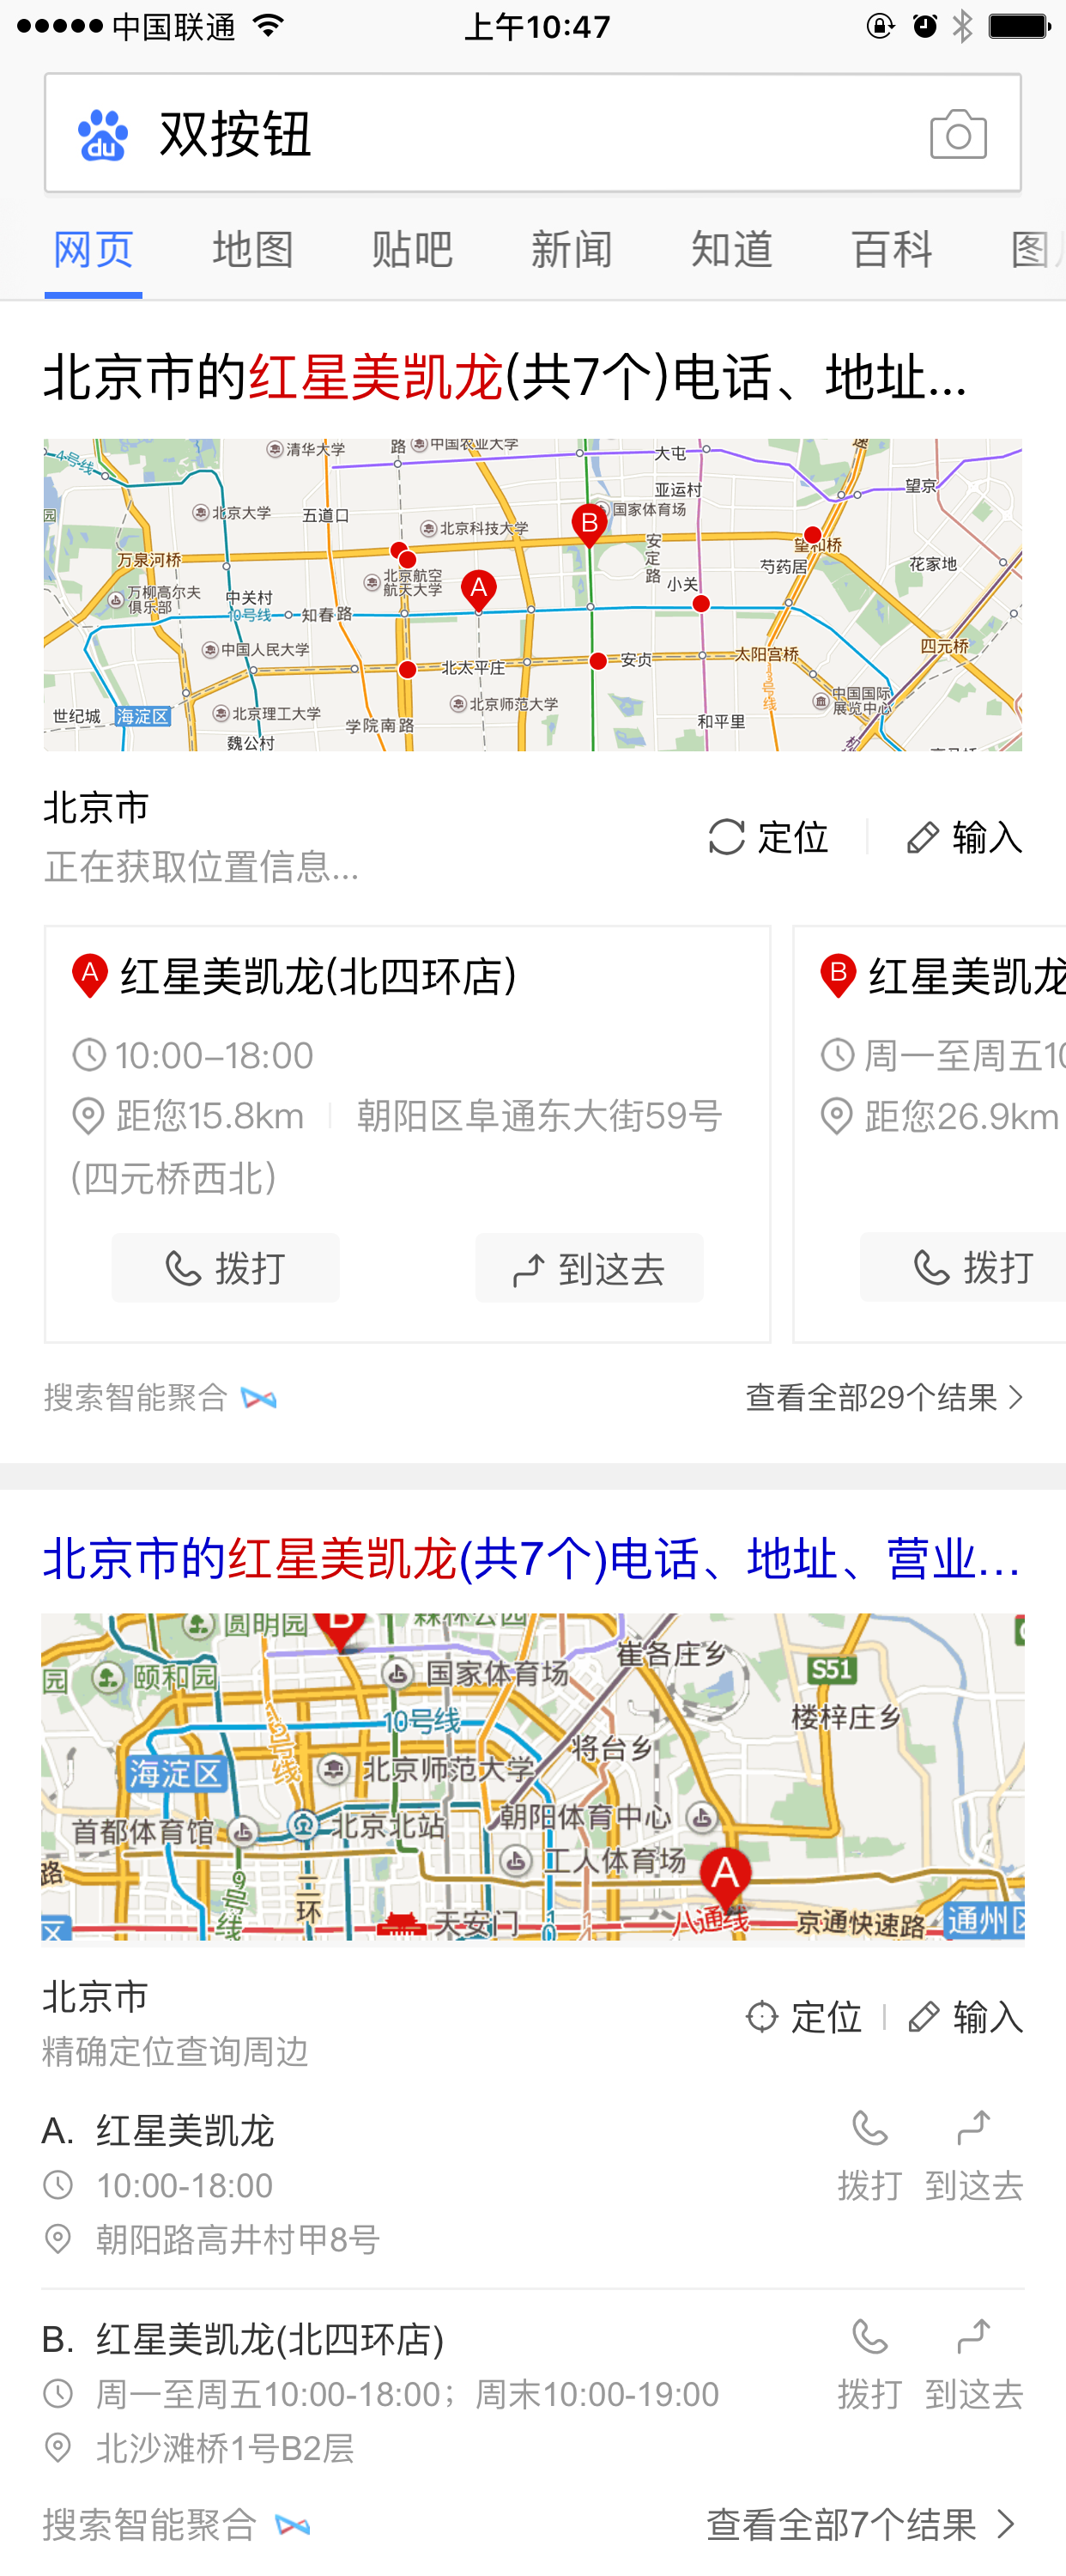 中国联通 上午10:47
du 双按钮
网页 地图 贴吧 新闻 知道 百科
北京市的红星美凯龙(共7个)电话、地址...
4号线 清华大学 路 中国农业大学 大屯
亚运村 望京
园 北京大学 五道口 北京科技大学 B 国家体育场
万泉河桥 安定路 望和桥
北京航空航天大学 小关 芍药居 花家地
万柳高尔夫俱乐部 中关村 A
10号线 知春路
中国人民大学 北太平庄 安贞 太阳宫桥 四元桥
世纪城 海淀区 北京理工大学 学院南路 北京师范大学 和平里 中国国际展览中心
魏公村
北京市
正在获取位置信息...
定位 输入
A 红星美凯龙(北四环店)
10:00–18:00
距您15.8km 朝阳区阜通东大街59号
(四元桥西北)
拨打 到这去
B 红星美凯龙
周一至周五10
距您26.9km
拨打
搜索智能聚合 查看全部29个结果
北京市的红星美凯龙(共7个)电话、地址、营业...
圆明园 B 森林公园
园 颐和园 国家体育场 崔各庄乡 S51
10号线 楼梓庄乡
海淀区 北京师范大学 将台乡
首都体育馆 北京北站 朝阳体育中心
路 工人体育场 A
9号线 二环
区 天安门 10 八通线 京通快速路 通州区
北京市
精确定位查询周边
定位 输入
A. 红星美凯龙
10:00-18:00
朝阳路高井村甲8号
拨打 到这去
B. 红星美凯龙(北四环店)
周一至周五10:00-18:00；周末10:00-19:00
北沙滩桥1号B2层
拨打 到这去
搜索智能聚合 查看全部7个结果